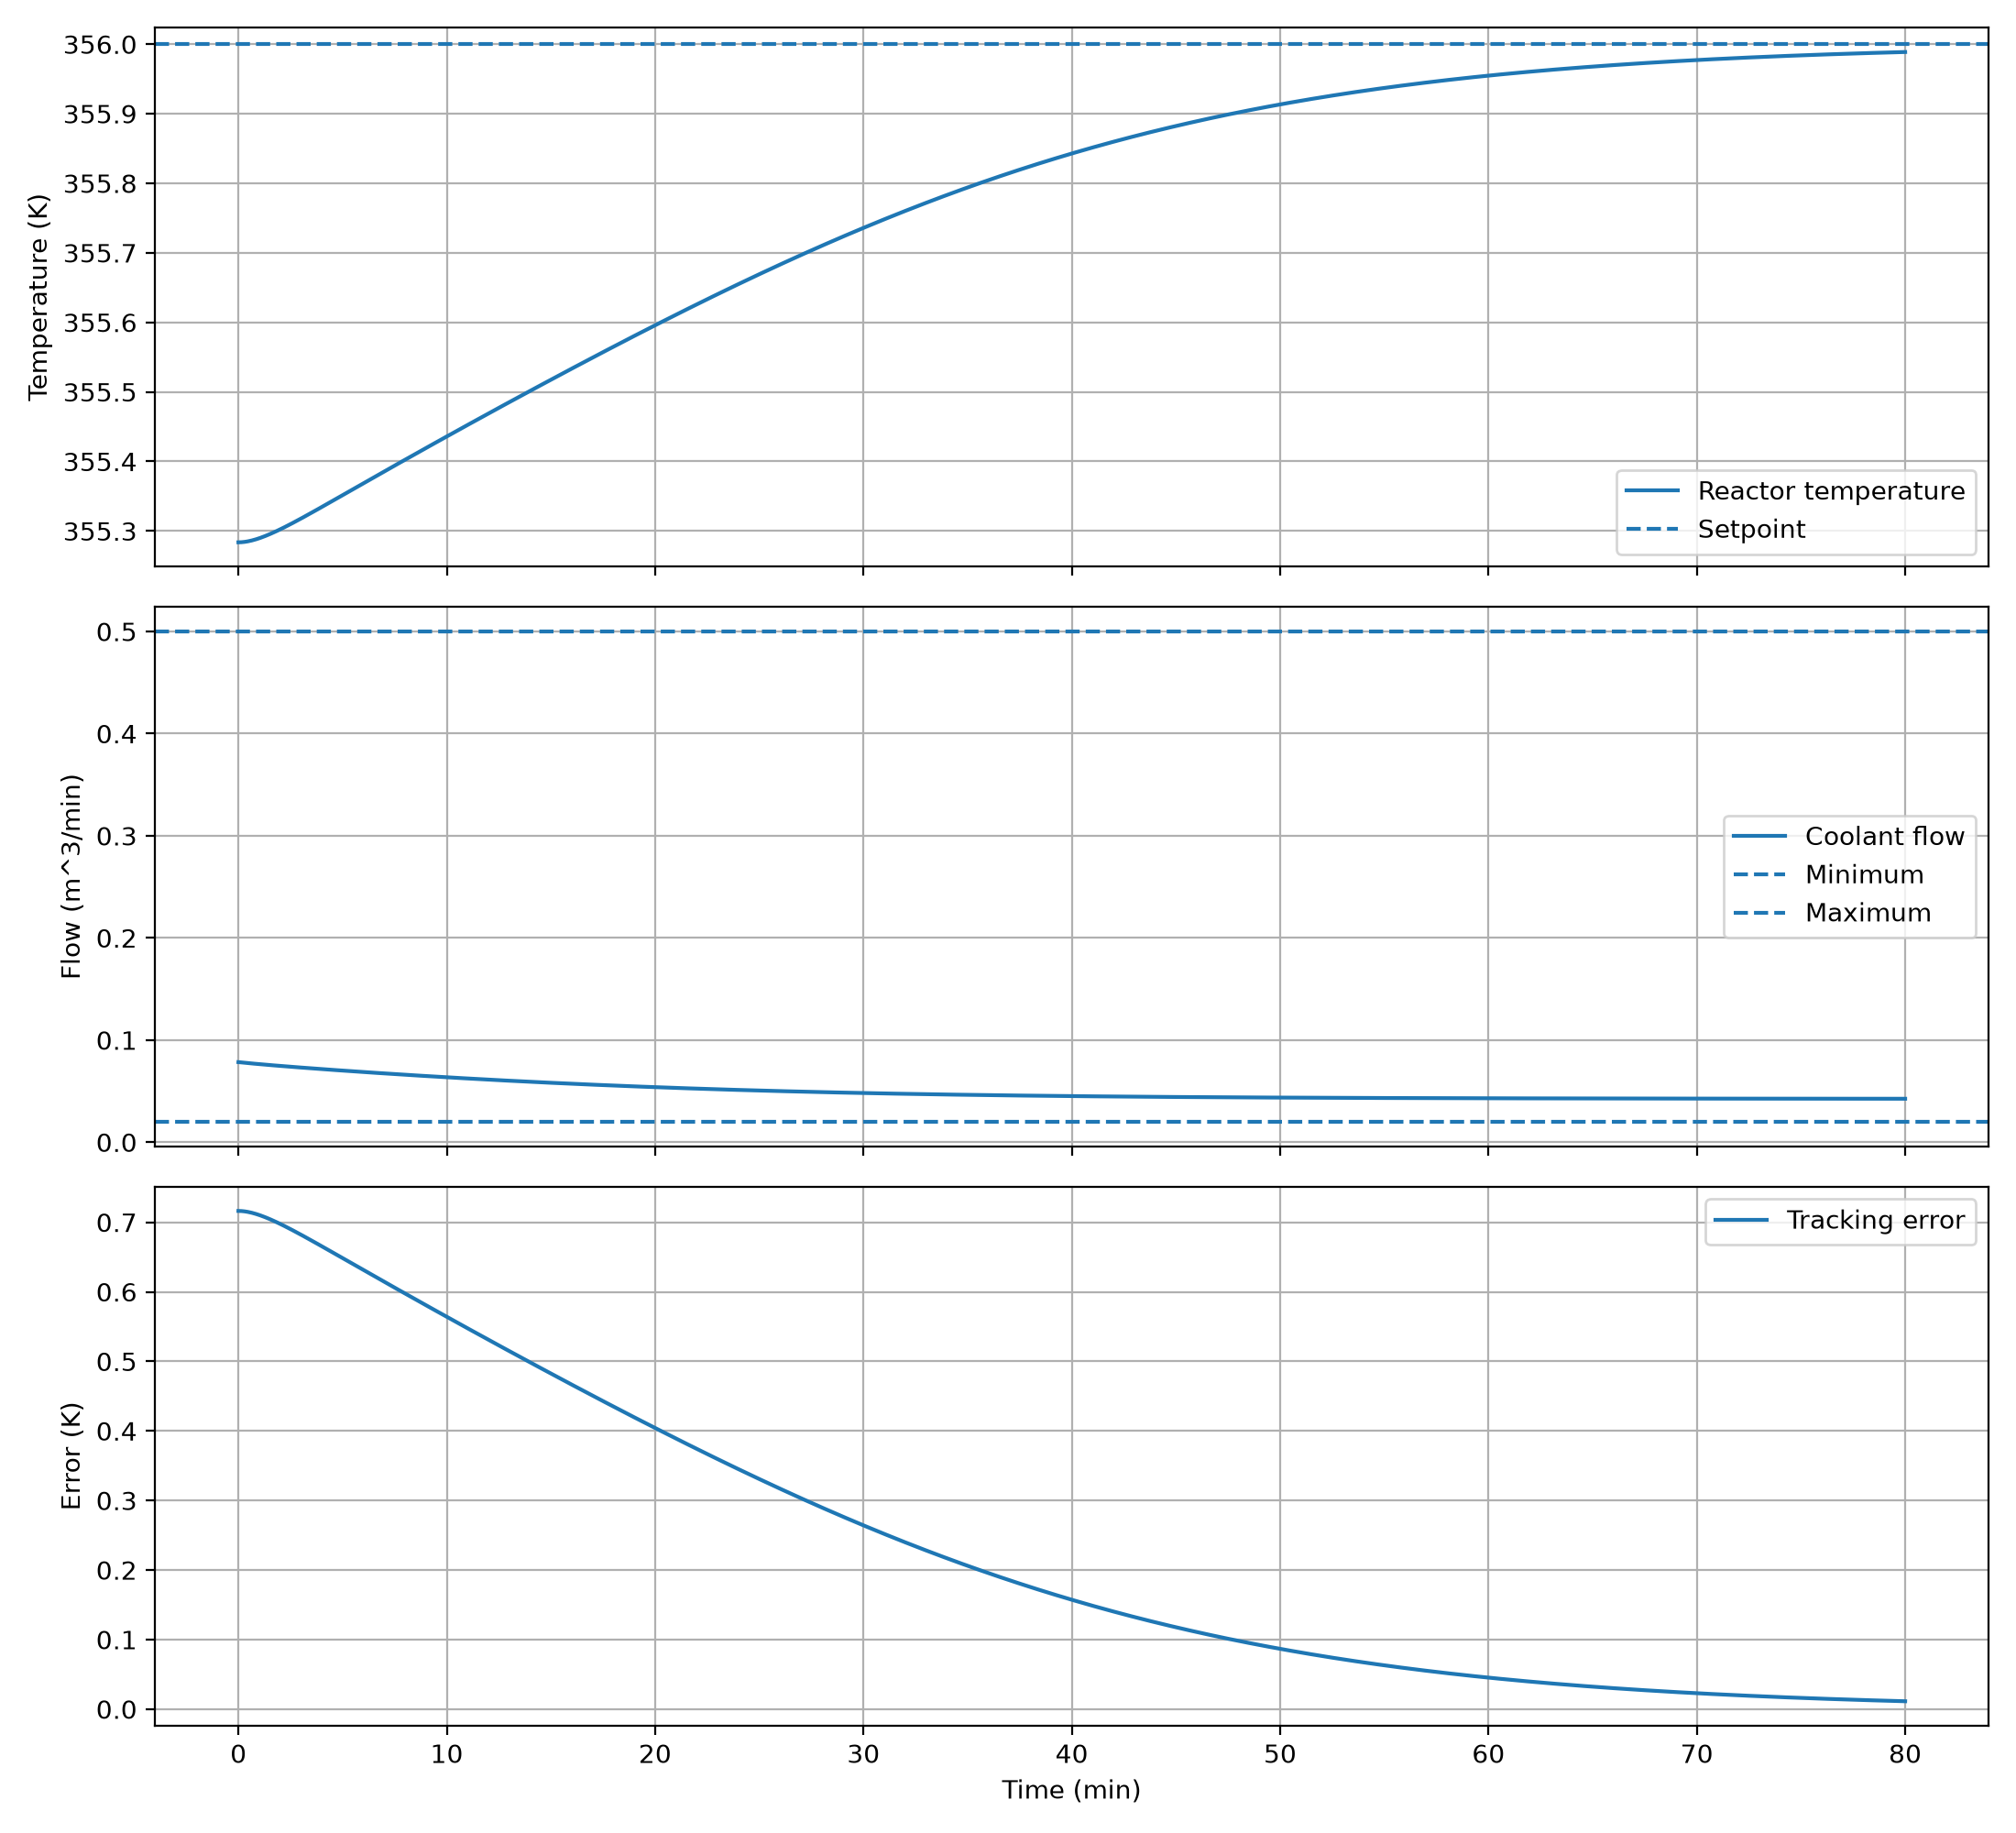 356.0
355.9
355.8
355.7
355.6
355.5
355.4
355.3
Temperature (K)
Reactor temperature
Setpoint
0.5
0.4
0.3
0.2
0.1
0.0
Flow (m^3/min)
Coolant flow
Minimum
Maximum
0.7
0.6
0.5
0.4
0.3
0.2
0.1
0.0
Error (K)
Tracking error
0 10 20 30 40 50 60 70 80
Time (min)